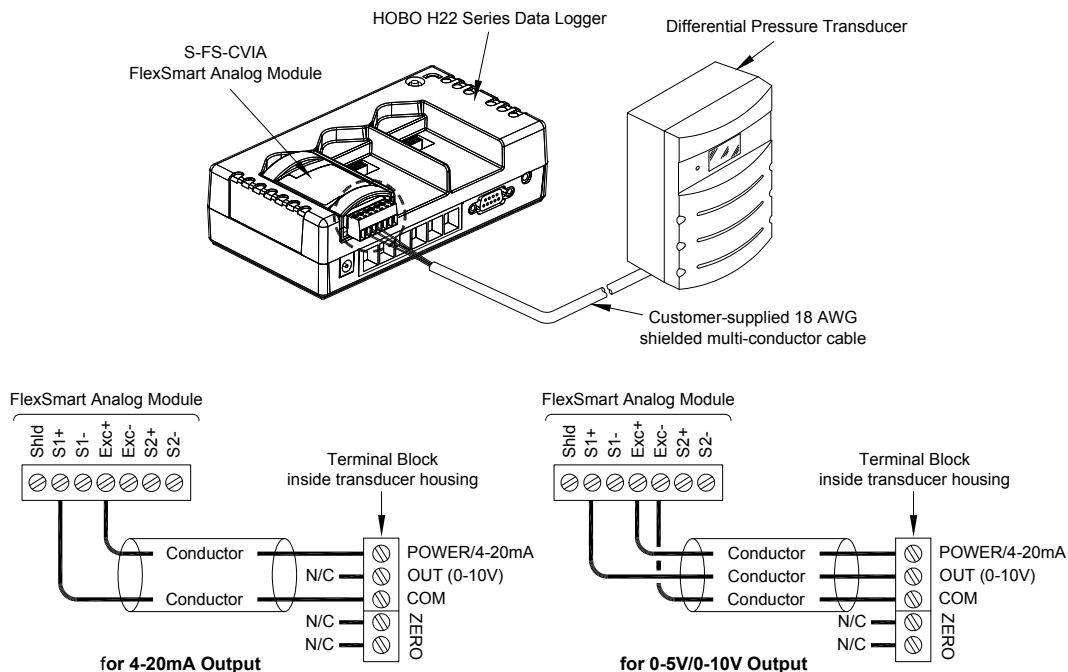 HOBO H22 Series Data Logger
Differential Pressure Transducer
S-FS-CVIA
FlexSmart Analog Module
Customer-supplied 18 AWG
shielded multi-conductor cable
FlexSmart Analog Module
Shld
S1+
S1-
Exc+
Exc-
S2+
S2-
Terminal Block
inside transducer housing
Conductor
POWER/4-20mA
N/C
OUT (0-10V)
Conductor
COM
N/C
N/C
ZERO
for 4-20mA Output
FlexSmart Analog Module
Shld
S1+
S1-
Exc+
Exc-
S2+
S2-
Terminal Block
inside transducer housing
Conductor
POWER/4-20mA
Conductor
OUT (0-10V)
Conductor
COM
N/C
N/C
ZERO
for 0-5V/0-10V Output